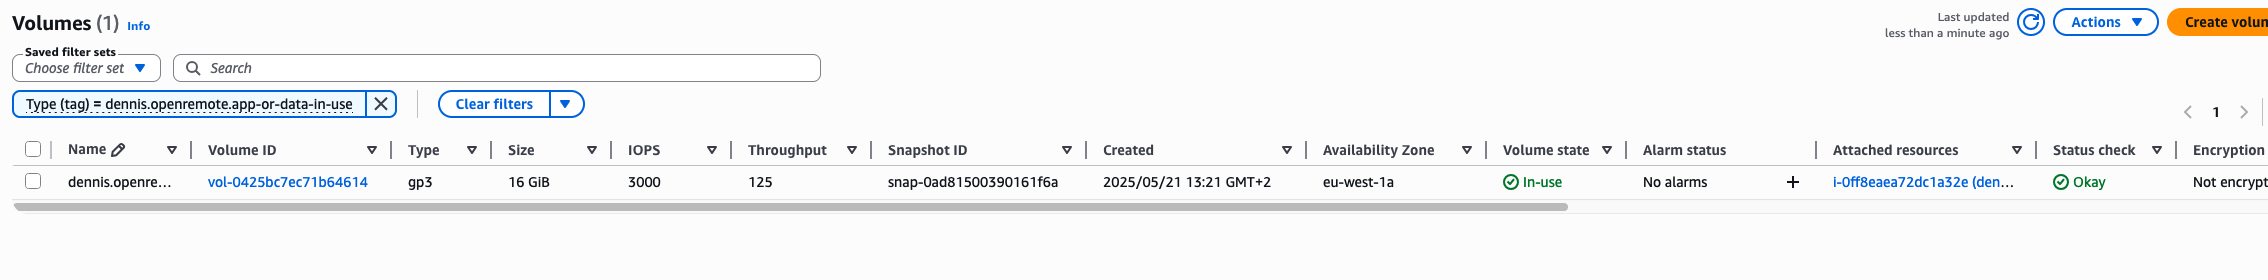 Volumes (1) Info
Last updated
less than a minute ago
Actions
Create volum
Saved filter sets
Choose filter set
Search
Type (tag) = dennis.openremote.app-or-data-in-use
Clear filters
1
Name Volume ID Type Size IOPS Throughput Snapshot ID Created Availability Zone Volume state Alarm status Attached resources Status check Encryption
dennis.openre... vol-0425bc7ec71b64614 gp3 16 GiB 3000 125 snap-0ad81500390161f6a 2025/05/21 13:21 GMT+2 eu-west-1a In-use No alarms + i-0ff8eaea72dc1a32e (den... Okay Not encrypt